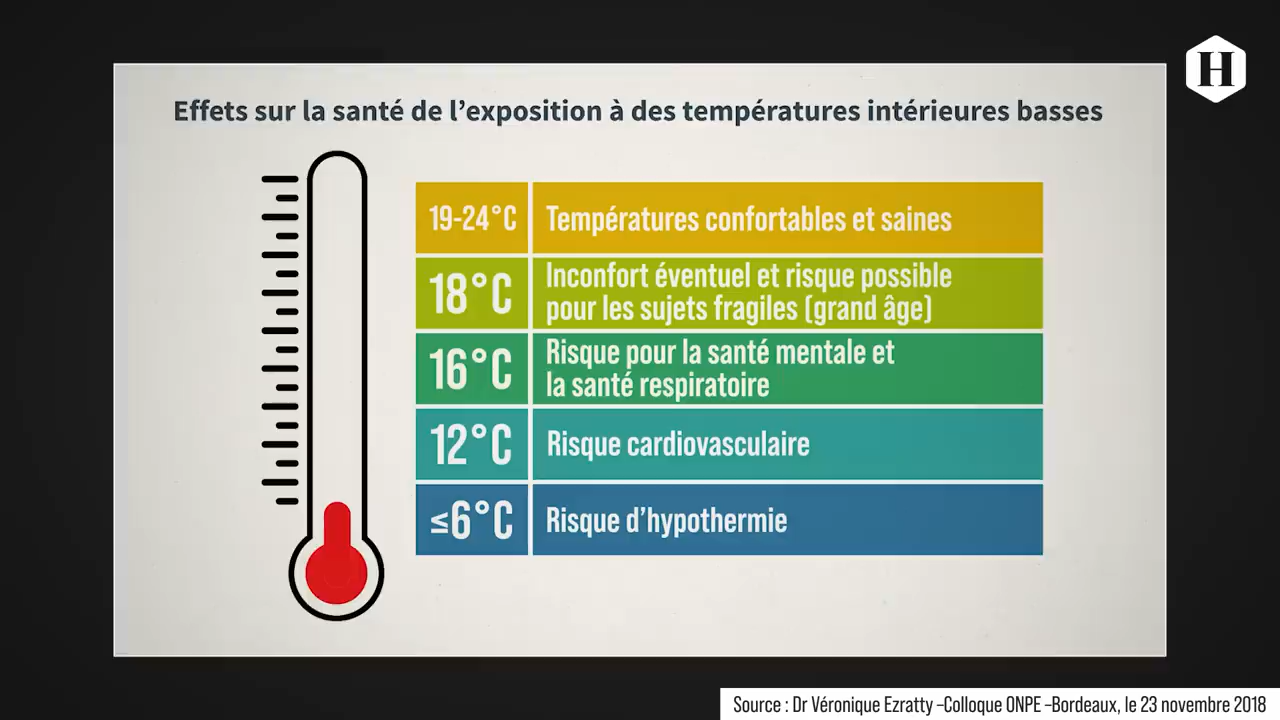 H
Effets sur la santé de l’exposition à des températures intérieures basses
19-24°C Températures confortables et saines
18°C Inconfort éventuel et risque possible
pour les sujets fragiles (grand âge)
16°C Risque pour la santé mentale et
la santé respiratoire
12°C Risque cardiovasculaire
≤6°C Risque d’hypothermie
Source : Dr Véronique Ezratty –Colloque ONPE –Bordeaux, le 23 novembre 2018